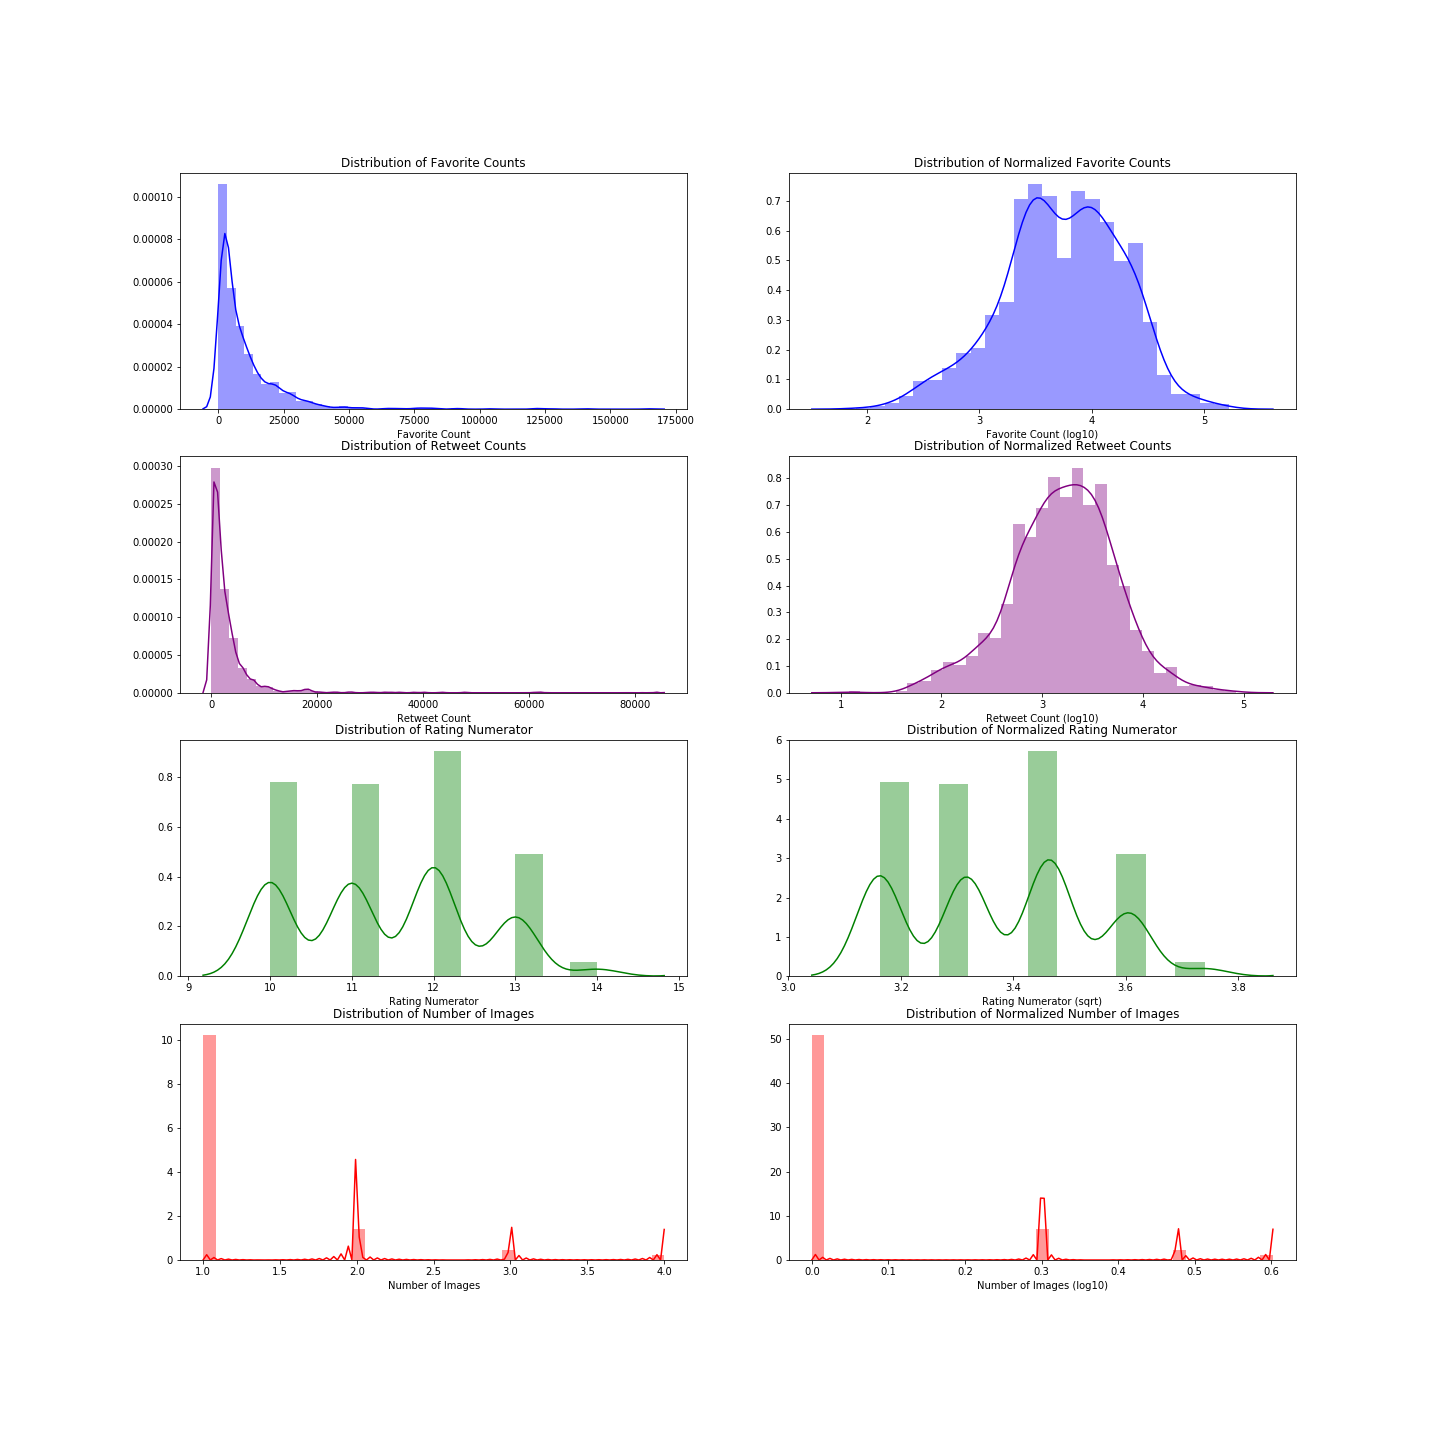 Distribution of Favorite Counts
0.00010
0.00008
0.00006
0.00004
0.00002
0.00000
0 25000 50000 75000 100000 125000 150000 175000
Favorite Count
Distribution of Normalized Favorite Counts
0.7
0.6
0.5
0.4
0.3
0.2
0.1
0.0
2 3 4 5
Favorite Count (log10)
Distribution of Retweet Counts
0.00030
0.00025
0.00020
0.00015
0.00010
0.00005
0.00000
0 20000 40000 60000 80000
Retweet Count
Distribution of Normalized Retweet Counts
0.8
0.7
0.6
0.5
0.4
0.3
0.2
0.1
0.0
1 2 3 4 5
Retweet Count (log10)
Distribution of Rating Numerator
0.8
0.6
0.4
0.2
0.0
9 10 11 12 13 14 15
Rating Numerator
Distribution of Normalized Rating Numerator
6
5
4
3
2
1
0
3.0 3.2 3.4 3.6 3.8
Rating Numerator (sqrt)
Distribution of Number of Images
10
8
6
4
2
0
1.0 1.5 2.0 2.5 3.0 3.5 4.0
Number of Images
Distribution of Normalized Number of Images
50
40
30
20
10
0
0.0 0.1 0.2 0.3 0.4 0.5 0.6
Number of Images (log10)